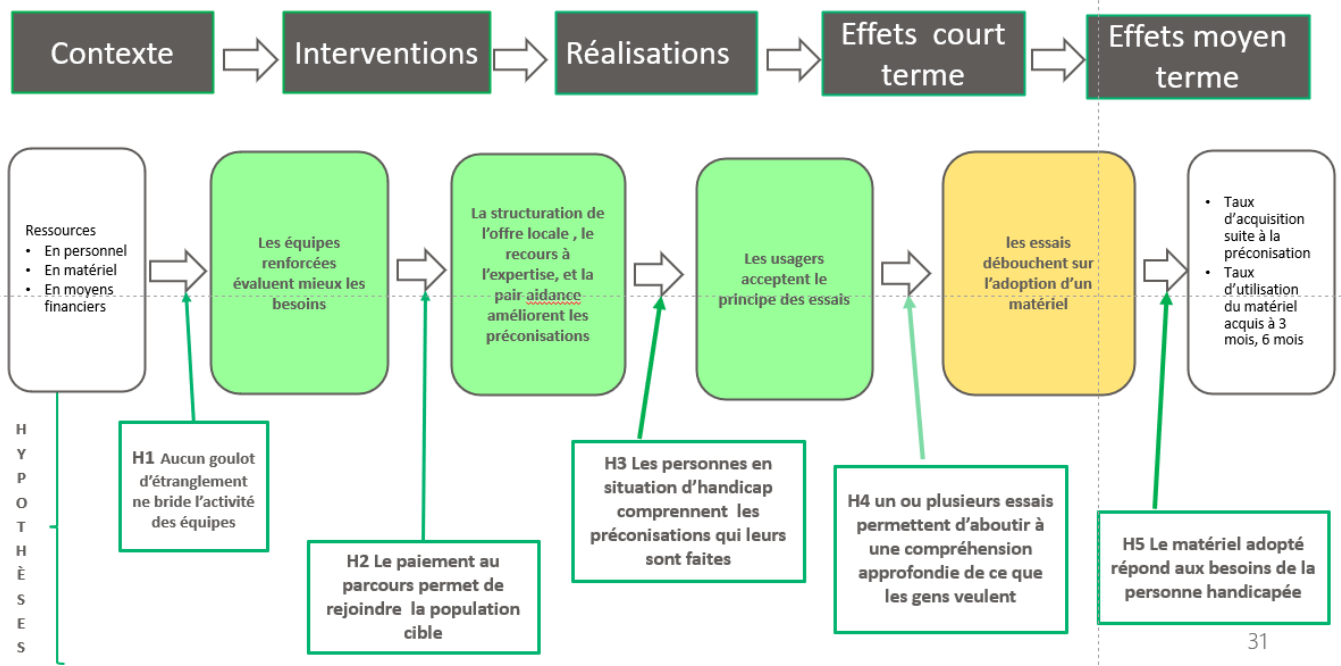 Contexte
Interventions
Réalisations
Effets court
terme
Effets moyen
terme
Ressources
• En personnel
• En matériel
• En moyens
financiers
Les équipes
renforcées
évaluent mieux les
besoins
La structuration de
l’offre locale , le
recours à
l’expertise, et la
pair aidance
améliorent les
préconisations
Les usagers
acceptent le
principe des essais
les essais
débouchent sur
l’adoption d’un
matériel
• Taux
d’acquisition
suite à la
préconisation
• Taux
d’utilisation
du matériel
acquis à 3
mois, 6 mois
H
Y
P
O
T
H
È
S
E
S
H1 Aucun goulot
d’étranglement
ne bride l’activité
des équipes
H2 Le paiement au
parcours permet de
rejoindre la population
cible
H3 Les personnes en
situation d’handicap
comprennent les
préconisations qui leurs
sont faites
H4 un ou plusieurs essais
permettent d’aboutir à
une compréhension
approfondie de ce que
les gens veulent
H5 Le matériel adopté
répond aux besoins de la
personne handicapée
31